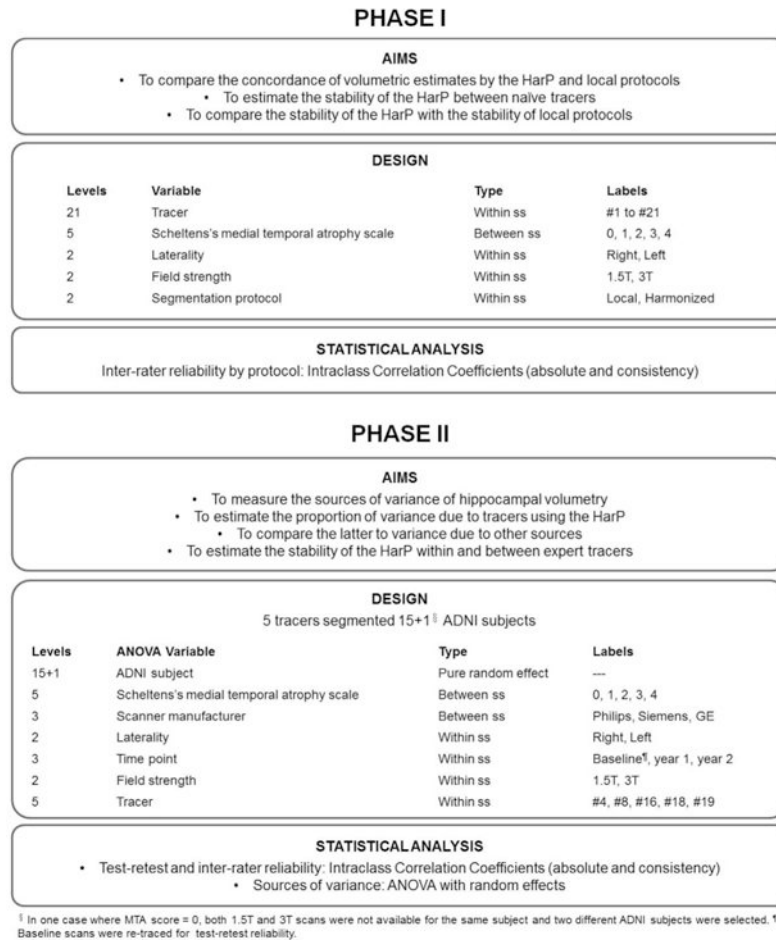 PHASE I
AIMS
• To compare the concordance of volumetric estimates by the HarP and local protocols
• To estimate the stability of the HarP between naïve tracers
• To compare the stability of the HarP with the stability of local protocols
DESIGN
Levels Variable Type Labels
21 Tracer Within ss #1 to #21
5 Scheltens's medial temporal atrophy scale Between ss 0, 1, 2, 3, 4
2 Laterality Within ss Right, Left
2 Field strength Within ss 1.5T, 3T
2 Segmentation protocol Within ss Local, Harmonized
STATISTICAL ANALYSIS
Inter-rater reliability by protocol: Intraclass Correlation Coefficients (absolute and consistency)
PHASE II
AIMS
• To measure the sources of variance of hippocampal volumetry
• To estimate the proportion of variance due to tracers using the HarP
• To compare the latter to variance due to other sources
• To estimate the stability of the HarP within and between expert tracers
DESIGN
5 tracers segmented 15+1§ ADNI subjects
Levels ANOVA Variable Type Labels
15+1 ADNI subject Pure random effect ---
5 Scheltens's medial temporal atrophy scale Between ss 0, 1, 2, 3, 4
3 Scanner manufacturer Between ss Philips, Siemens, GE
2 Laterality Within ss Right, Left
3 Time point Within ss Baseline¶, year 1, year 2
2 Field strength Within ss 1.5T, 3T
5 Tracer Within ss #4, #8, #16, #18, #19
STATISTICAL ANALYSIS
• Test-retest and inter-rater reliability: Intraclass Correlation Coefficients (absolute and consistency)
• Sources of variance: ANOVA with random effects
§ In one case where MTA score = 0, both 1.5T and 3T scans were not available for the same subject and two different ADNI subjects were selected. ¶
Baseline scans were re-traced for test-retest reliability.